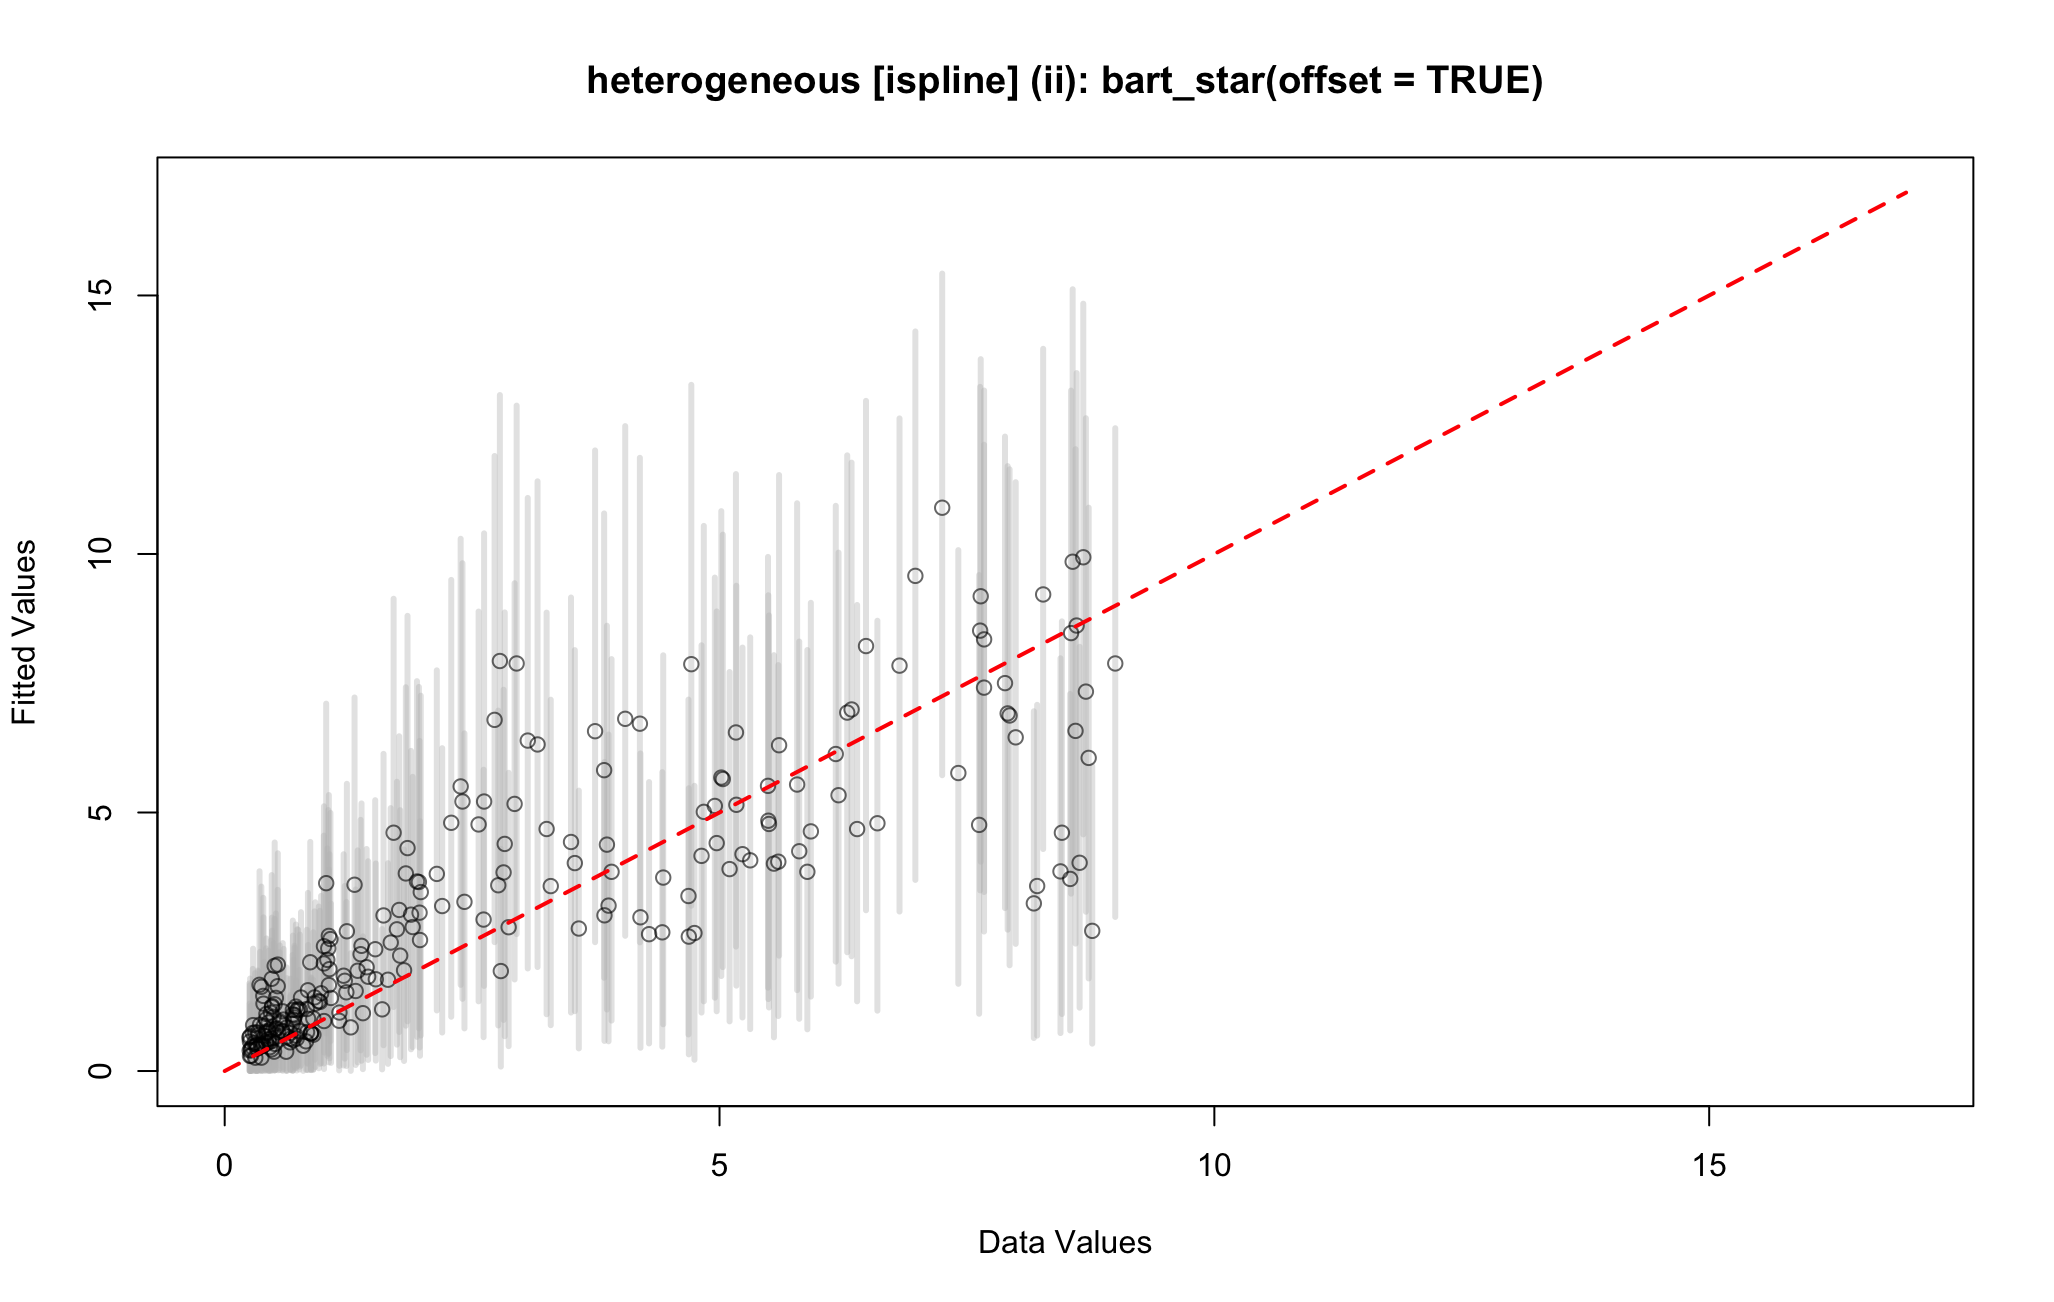 heterogeneous [ispline] (ii): bart_star(offset = TRUE)
15
10
5
0
Fitted Values
0 5 10 15
Data Values